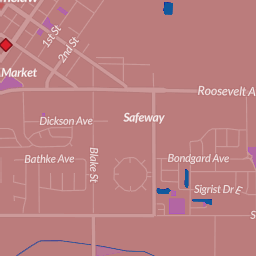 1st St
2nd St
Market
Roosevelt A
Dickson Ave
Safeway
Bathke Ave
Blake St
Bondgard Ave
Sigrist Dr E
S